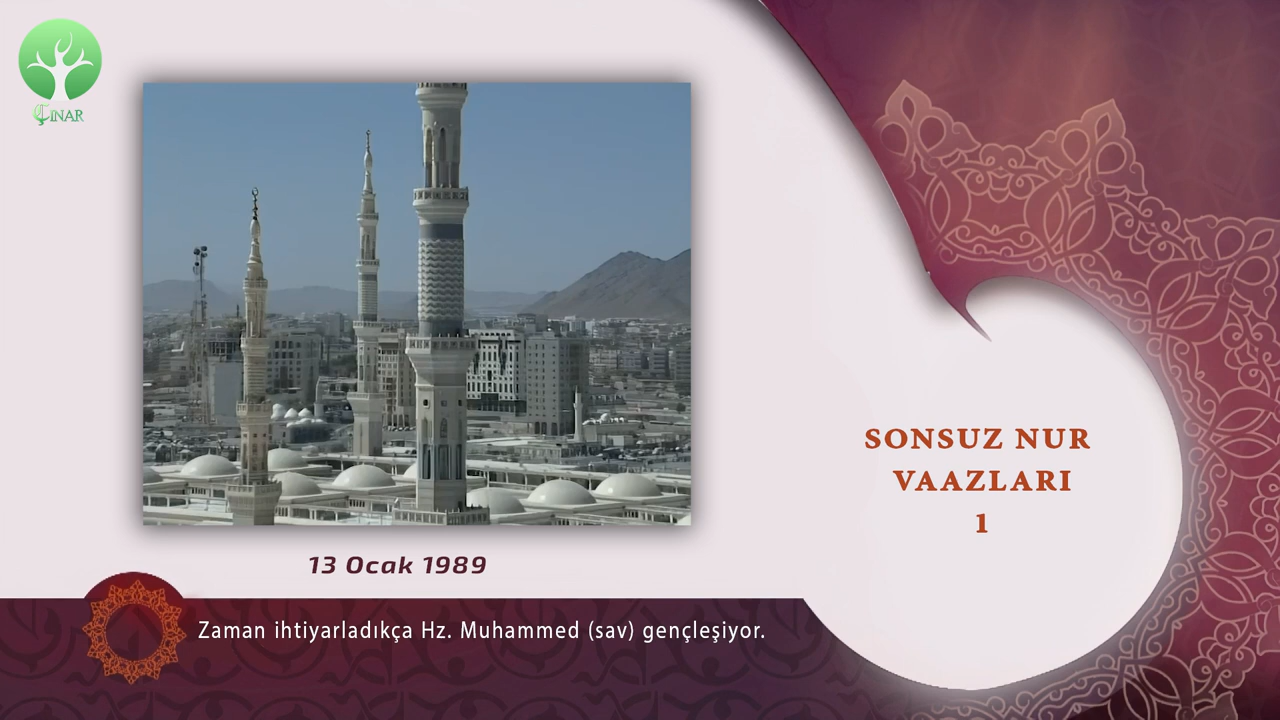 ÇINAR
13 Ocak 1989
SONSUZ NUR
VAAZLARI
1
Zaman ihtiyarladıkça Hz. Muhammed (sav) gençleşiyor.